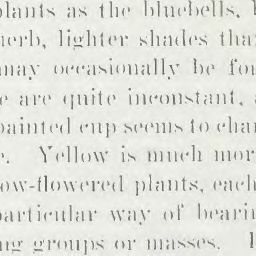 plants as the bluebells,
herb, lighter shades tha
may occasionally be fo
e are quite inconstant,
painted cup seems to cha
e. Yellow is much mor
ow-flowered plants, each
particular way of beari
ng groups or masses.